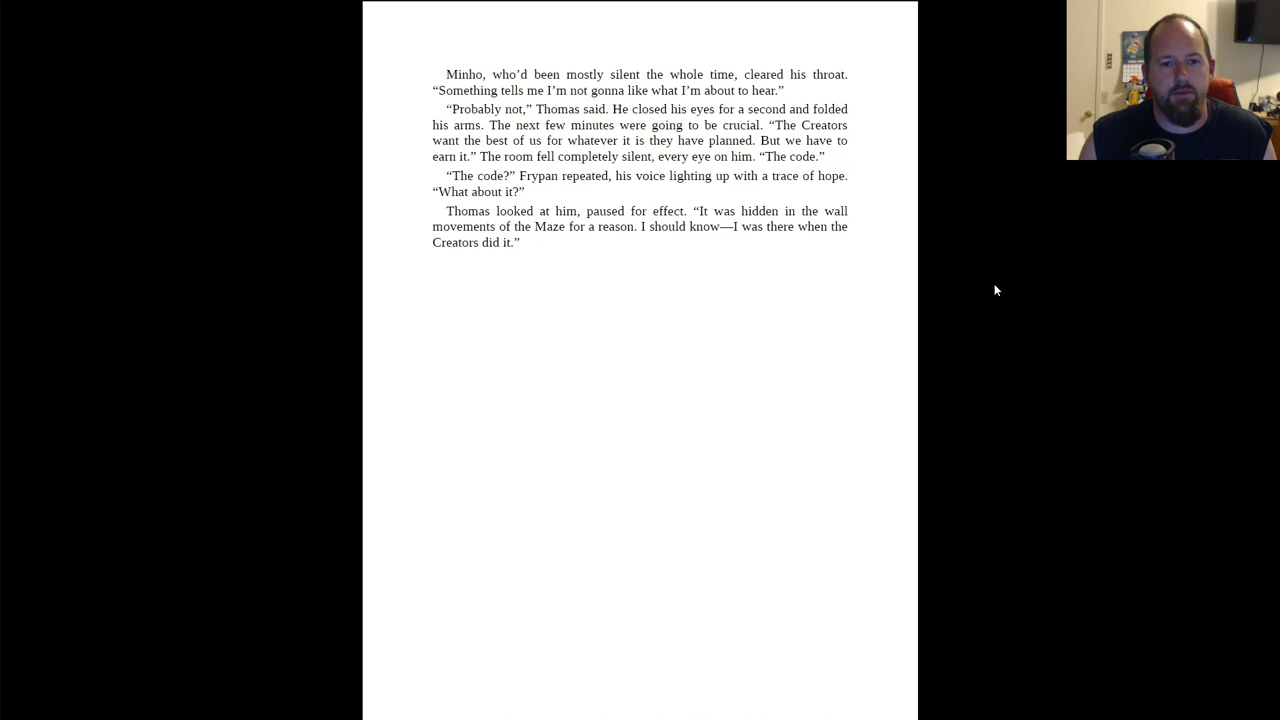 Minho, who’d been mostly silent the whole time, cleared his throat.
“Something tells me I’m not gonna like what I’m about to hear.”
“Probably not,” Thomas said. He closed his eyes for a second and folded
his arms. The next few minutes were going to be crucial. “The Creators
want the best of us for whatever it is they have planned. But we have to
earn it.” The room fell completely silent, every eye on him. “The code.”
“The code?” Frypan repeated, his voice lighting up with a trace of hope.
“What about it?”
Thomas looked at him, paused for effect. “It was hidden in the wall
movements of the Maze for a reason. I should know—I was there when the
Creators did it.”